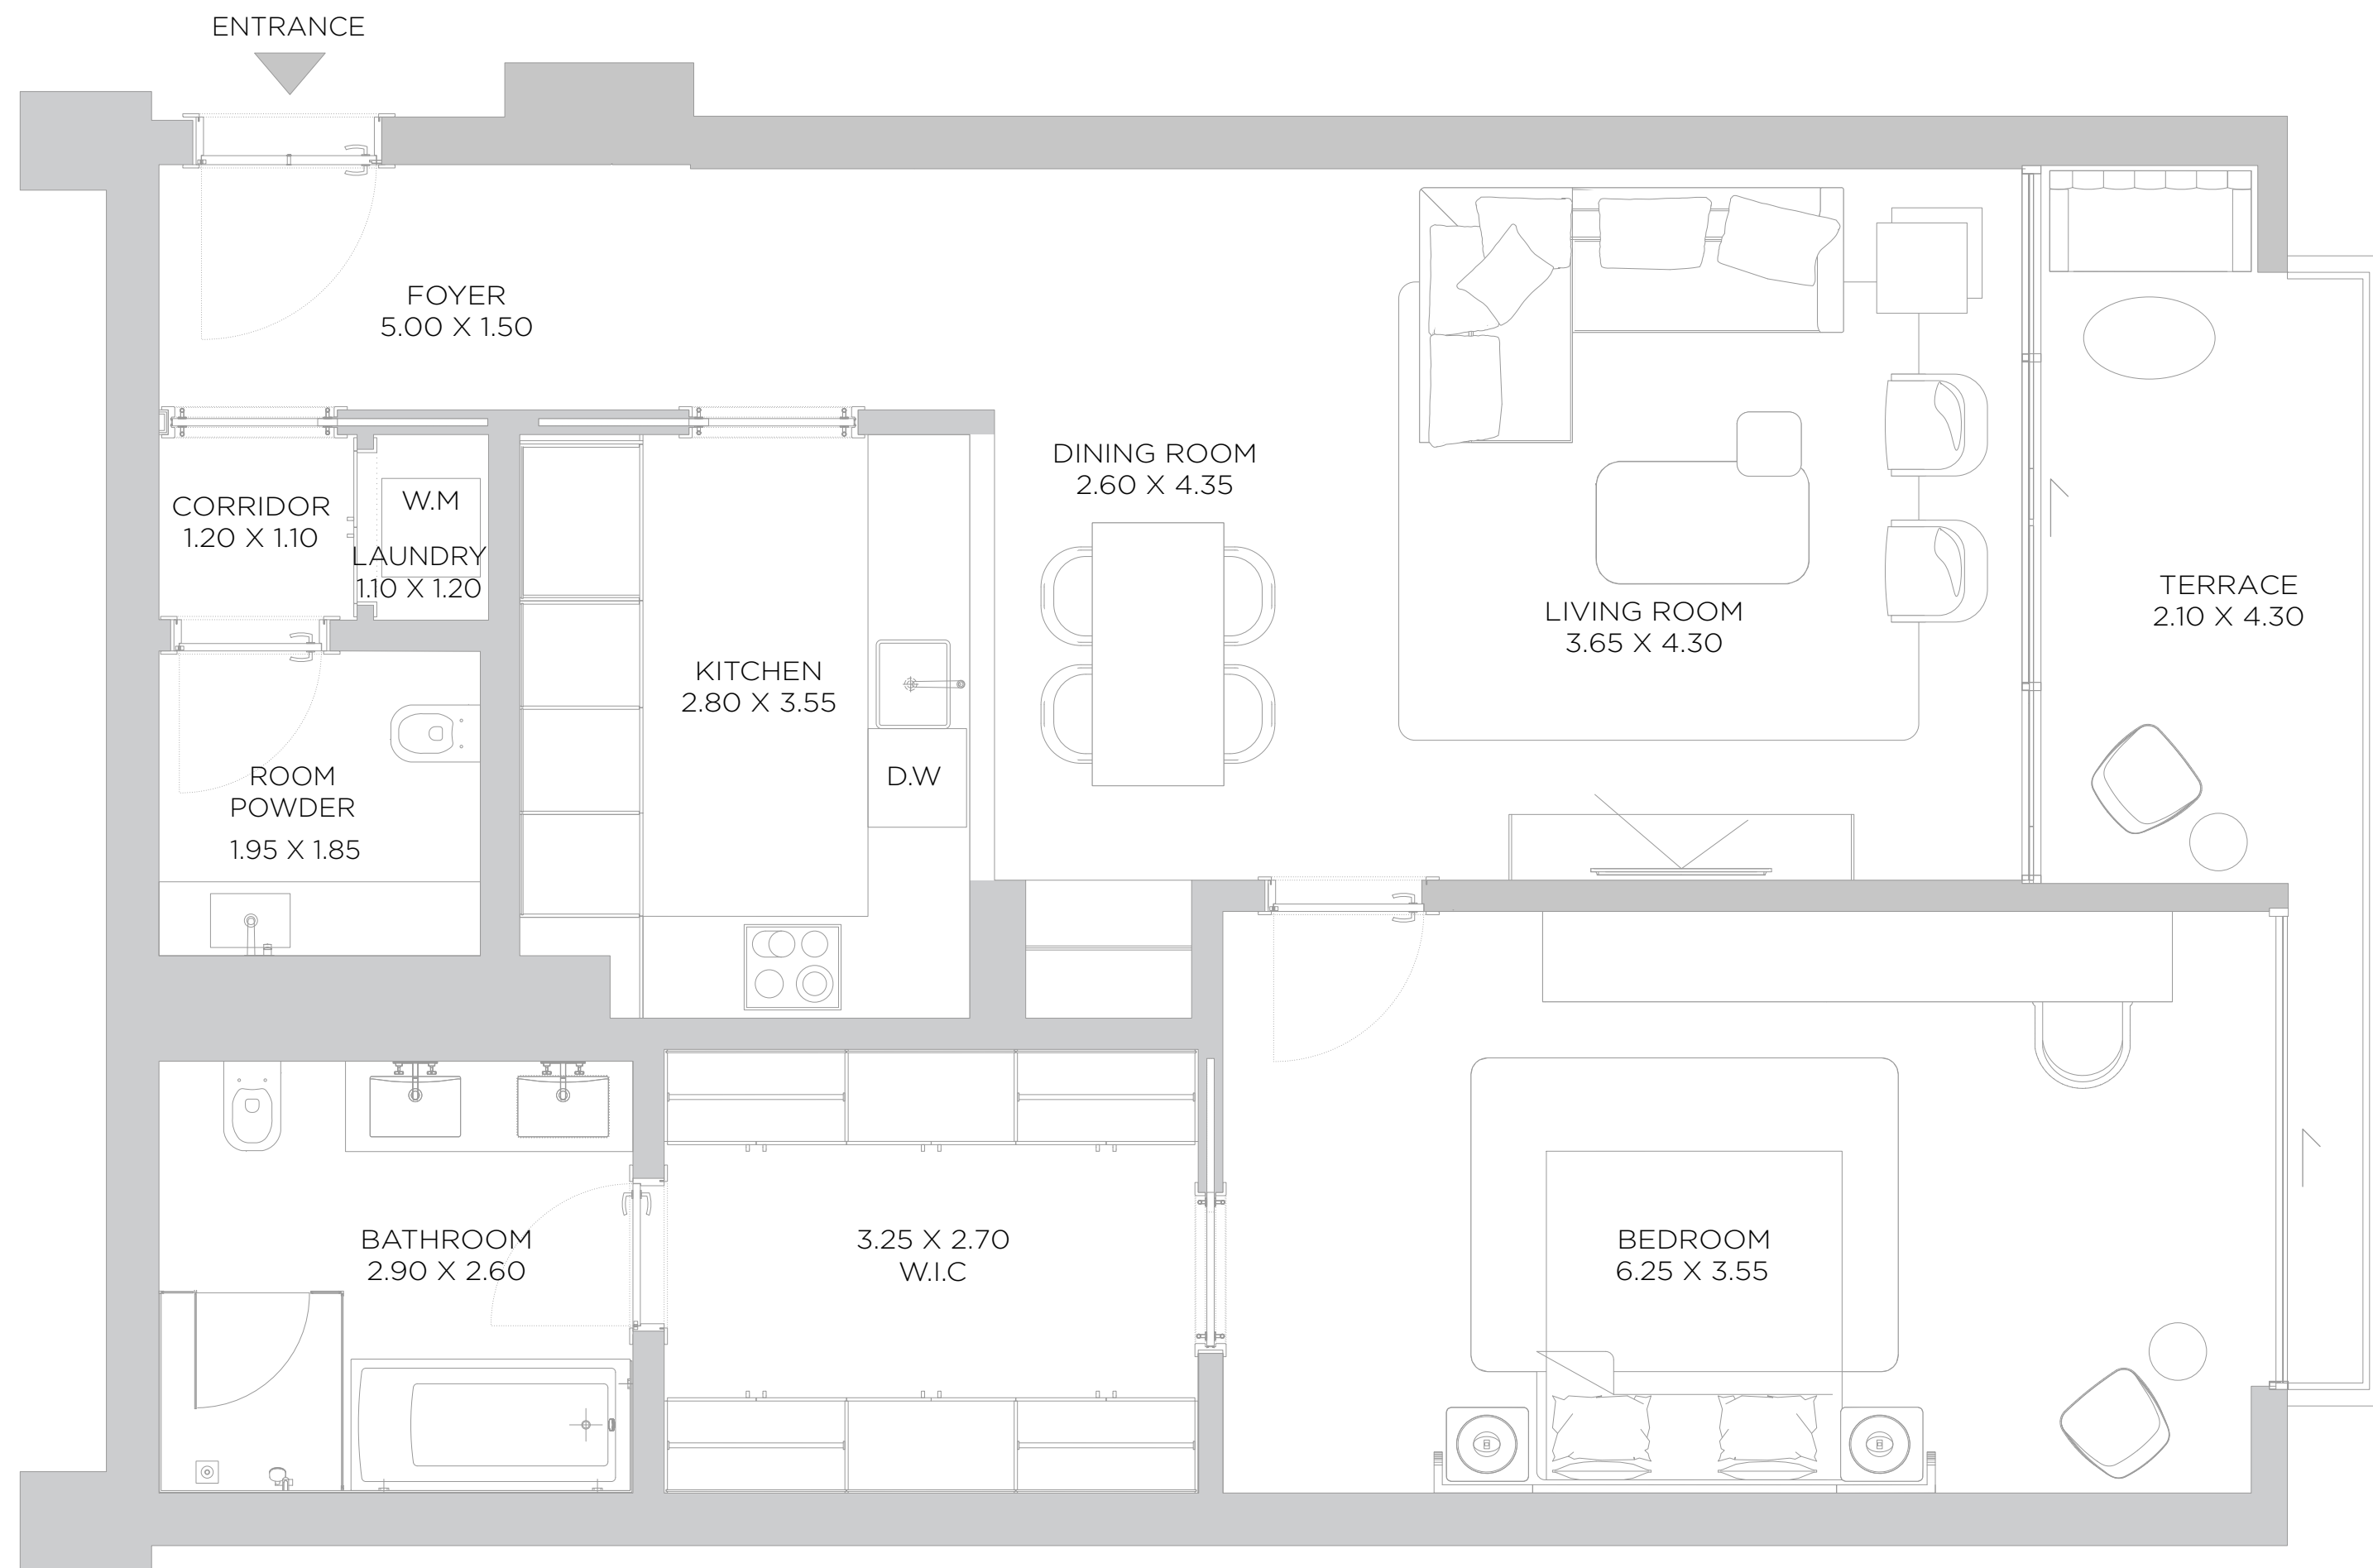 ENTRANCE
FOYER
5.00 X 1.50
CORRIDOR
1.20 X 1.10
W.M
LAUNDRY
1.10 X 1.20
DINING ROOM
2.60 X 4.35
LIVING ROOM
3.65 X 4.30
TERRACE
2.10 X 4.30
KITCHEN
2.80 X 3.55
D.W
ROOM
POWDER
1.95 X 1.85
BATHROOM
2.90 X 2.60
3.25 X 2.70
W.I.C
BEDROOM
6.25 X 3.55